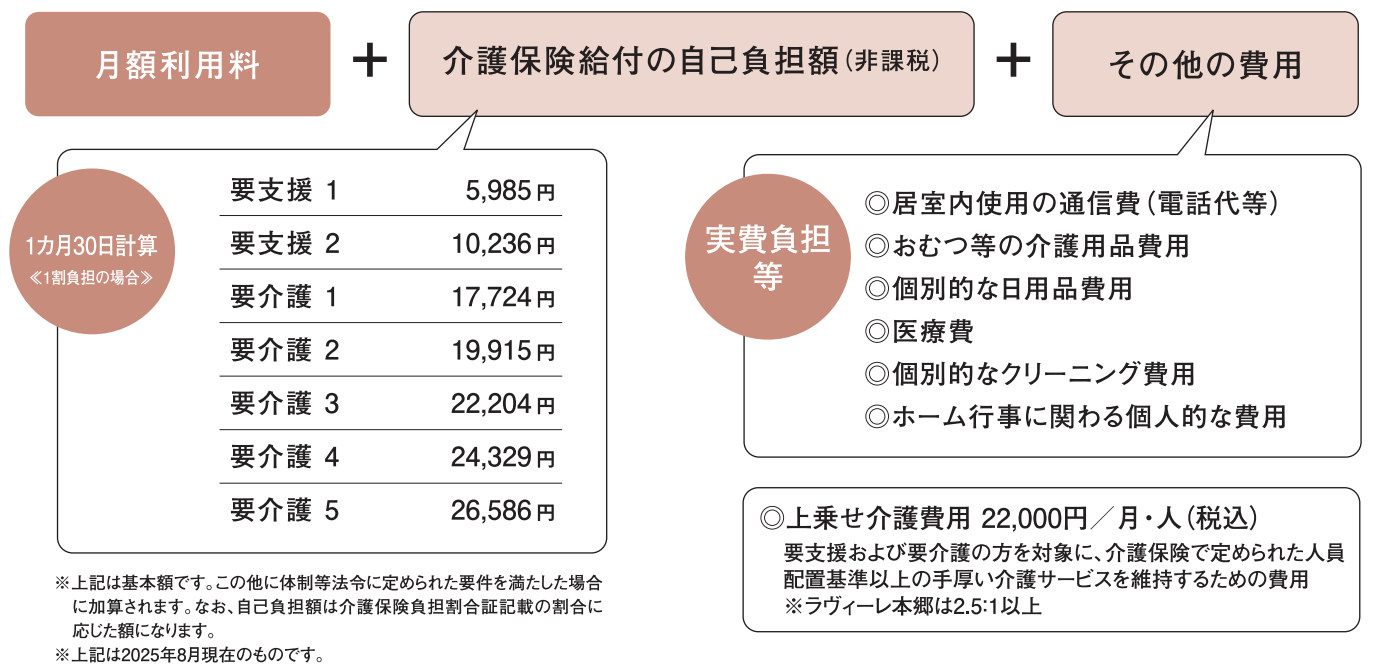 月額利用料 + 介護保険給付の自己負担額(非課税) + その他の費用
1カ月30日計算
≪1割負担の場合≫
要支援 1 5,985円
要支援 2 10,236円
要介護 1 17,724円
要介護 2 19,915円
要介護 3 22,204円
要介護 4 24,329円
要介護 5 26,586円
※上記は基本額です。この他に体制等法令に定められた要件を満たした場合
に加算されます。なお、自己負担額は介護保険負担割合証記載の割合に
応じた額になります。
※上記は2025年8月現在のものです。
実費負担
等
◎居室内使用の通信費(電話代等)
◎おむつ等の介護用品費用
◎個別的な日用品費用
◎医療費
◎個別的なクリーニング費用
◎ホーム行事に関わる個人的な費用
◎上乗せ介護費用 22,000円／月・人(税込)
要支援および要介護の方を対象に、介護保険で定められた人員
配置基準以上の手厚い介護サービスを維持するための費用
※ラヴィーレ本郷は2.5:1以上